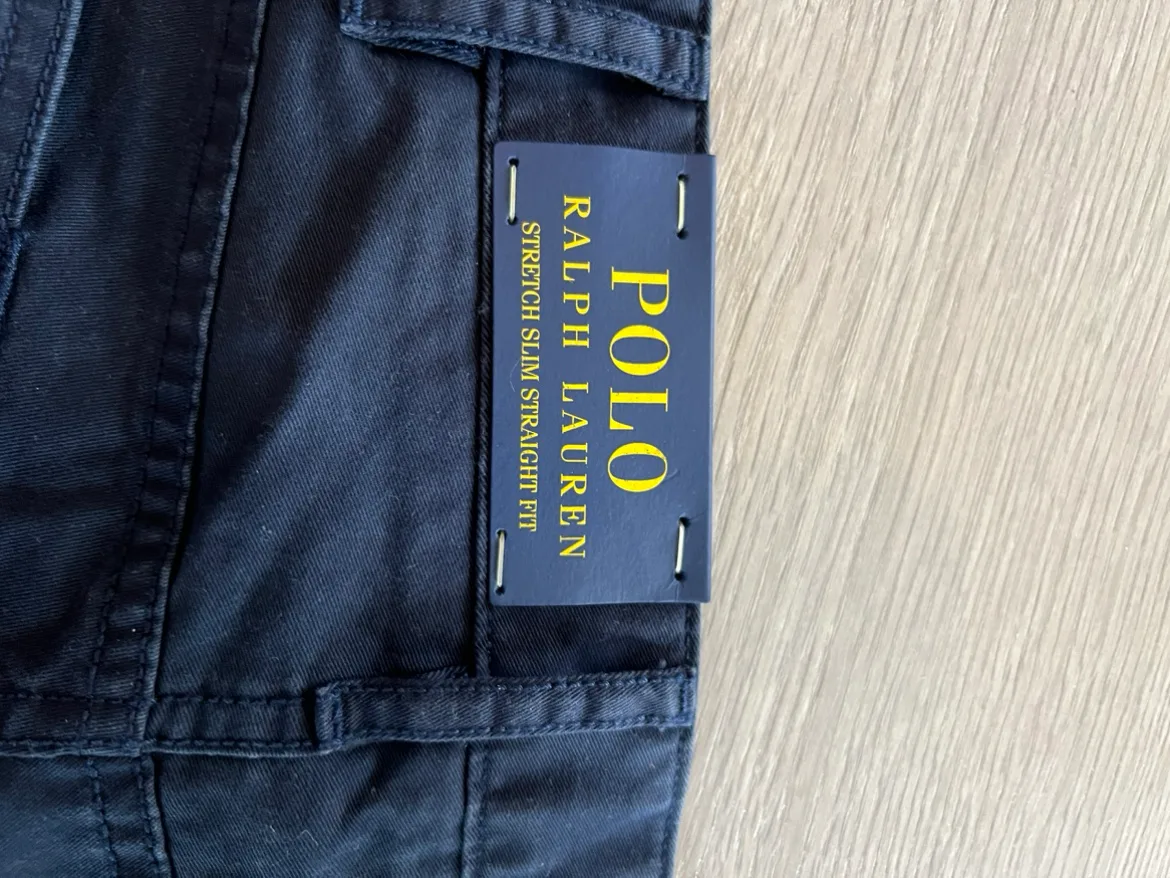 POLO
RALPH LAUREN
STRETCH SLIM STRAIGHT FIT